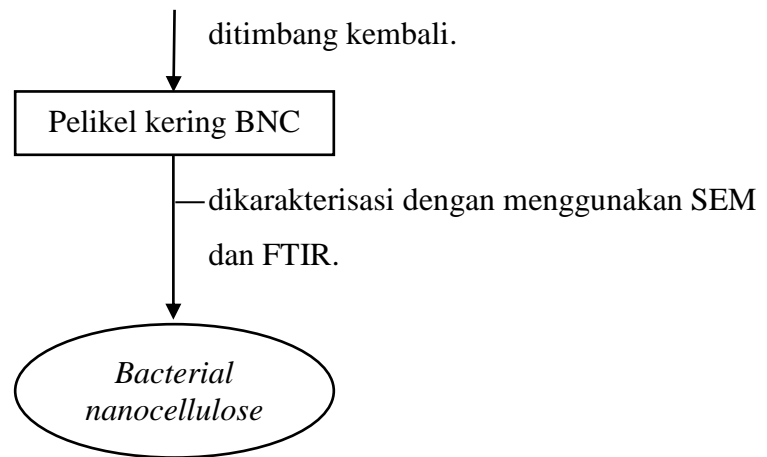 ditimbang kembali.
Pelikel kering BNC
dikarakterisasi dengan menggunakan SEM
dan FTIR.
Bacterial
nanocellulose